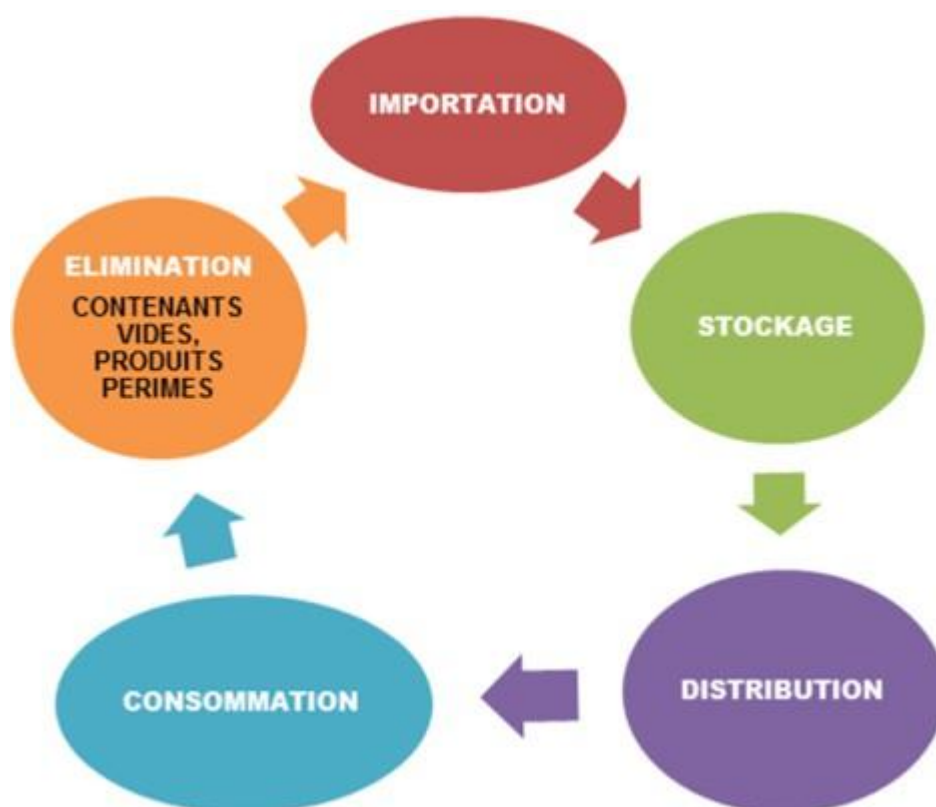 IMPORTATION
STOCKAGE
DISTRIBUTION
CONSOMMATION
ELIMINATION
CONTENANTS
VIDES,
PRODUITS
PERIMES